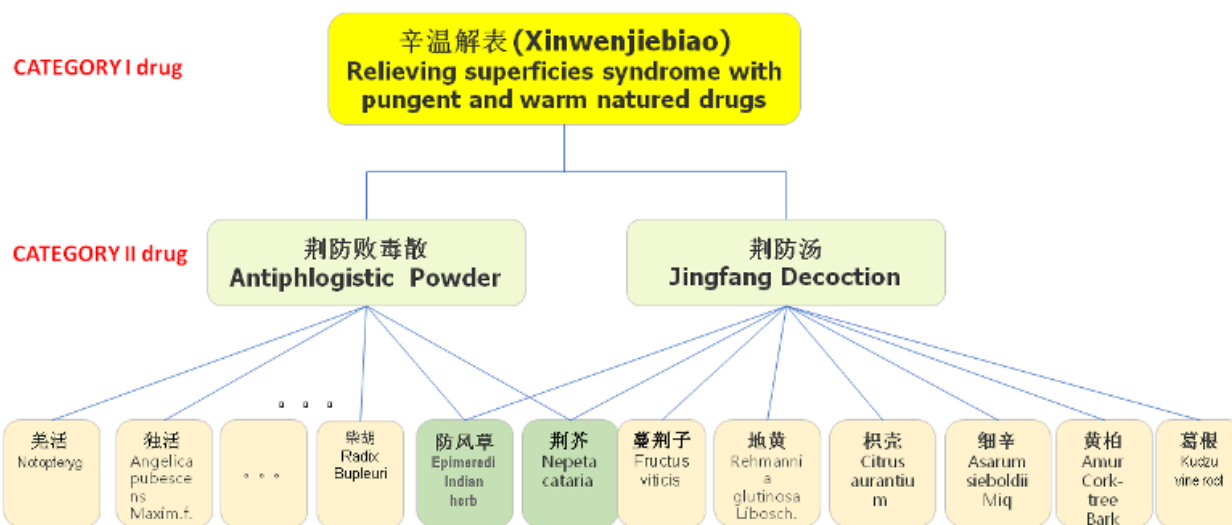 CATEGORY I drug
辛温解表(Xinwenjiebiao)
Relieving superficies syndrome with
pungent and warm natured drugs
CATEGORY II drug
荆防败毒散
Antiphlogistic Powder
荆防汤
Jingfang Decoction
. . .
羌活
Notopteryg
独活
Angelica
pubescens
ns
Maxim.f.
。。。
柴胡
Radix
Bupleuri
防风草
Epimeredi
Indian
herb
荆芥
Nepeta
cataria
蔓荆子
Fructus
viticis
地黄
Rehmanni
a
glutinosa
Libosch.
枳壳
Citrus
aurantiu
m
细辛
Asarum
sieboldii
Miq
黄柏
Amur
Cork-
tree
Bark
葛根
Kudzu
vine root